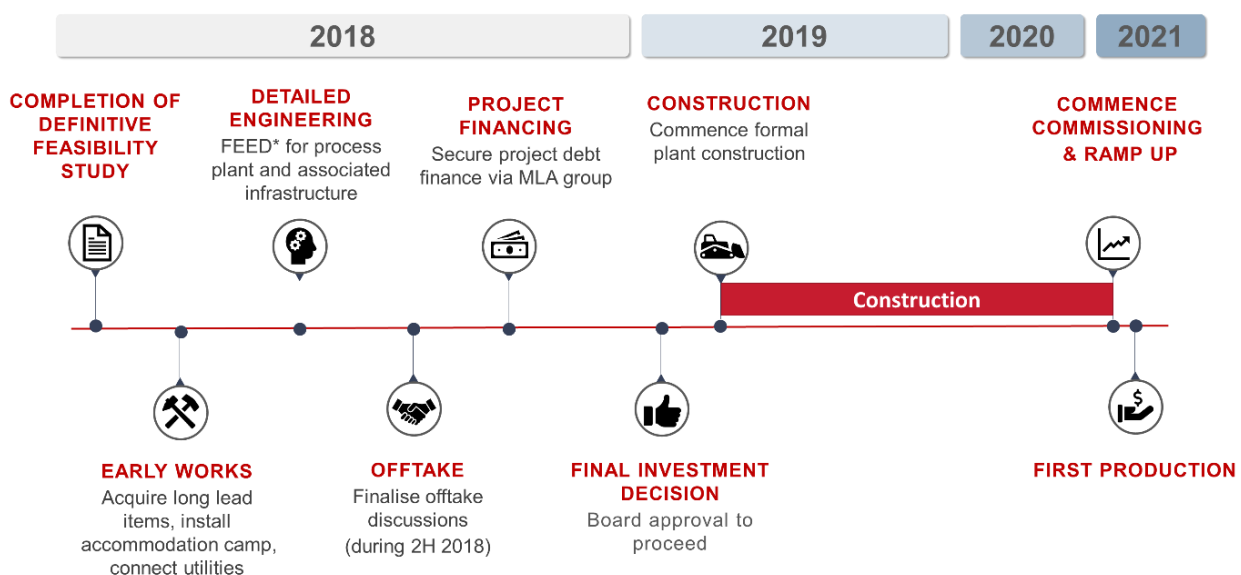 2018
2019
2020
2021
COMPLETION OF
DEFINITIVE
FEASIBILITY
STUDY
DETAILED
ENGINEERING
FEED* for process
plant and associated
infrastructure
PROJECT
FINANCING
Secure project debt
finance via MLA group
CONSTRUCTION
Commence formal
plant construction
COMMENCE
COMMISSIONING
& RAMP UP
Construction
EARLY WORKS
Acquire long lead
items, install
accommodation camp,
connect utilities
OFFTAKE
Finalise offtake
discussions
(during 2H 2018)
FINAL INVESTMENT
DECISION
Board approval to
proceed
$
FIRST PRODUCTION